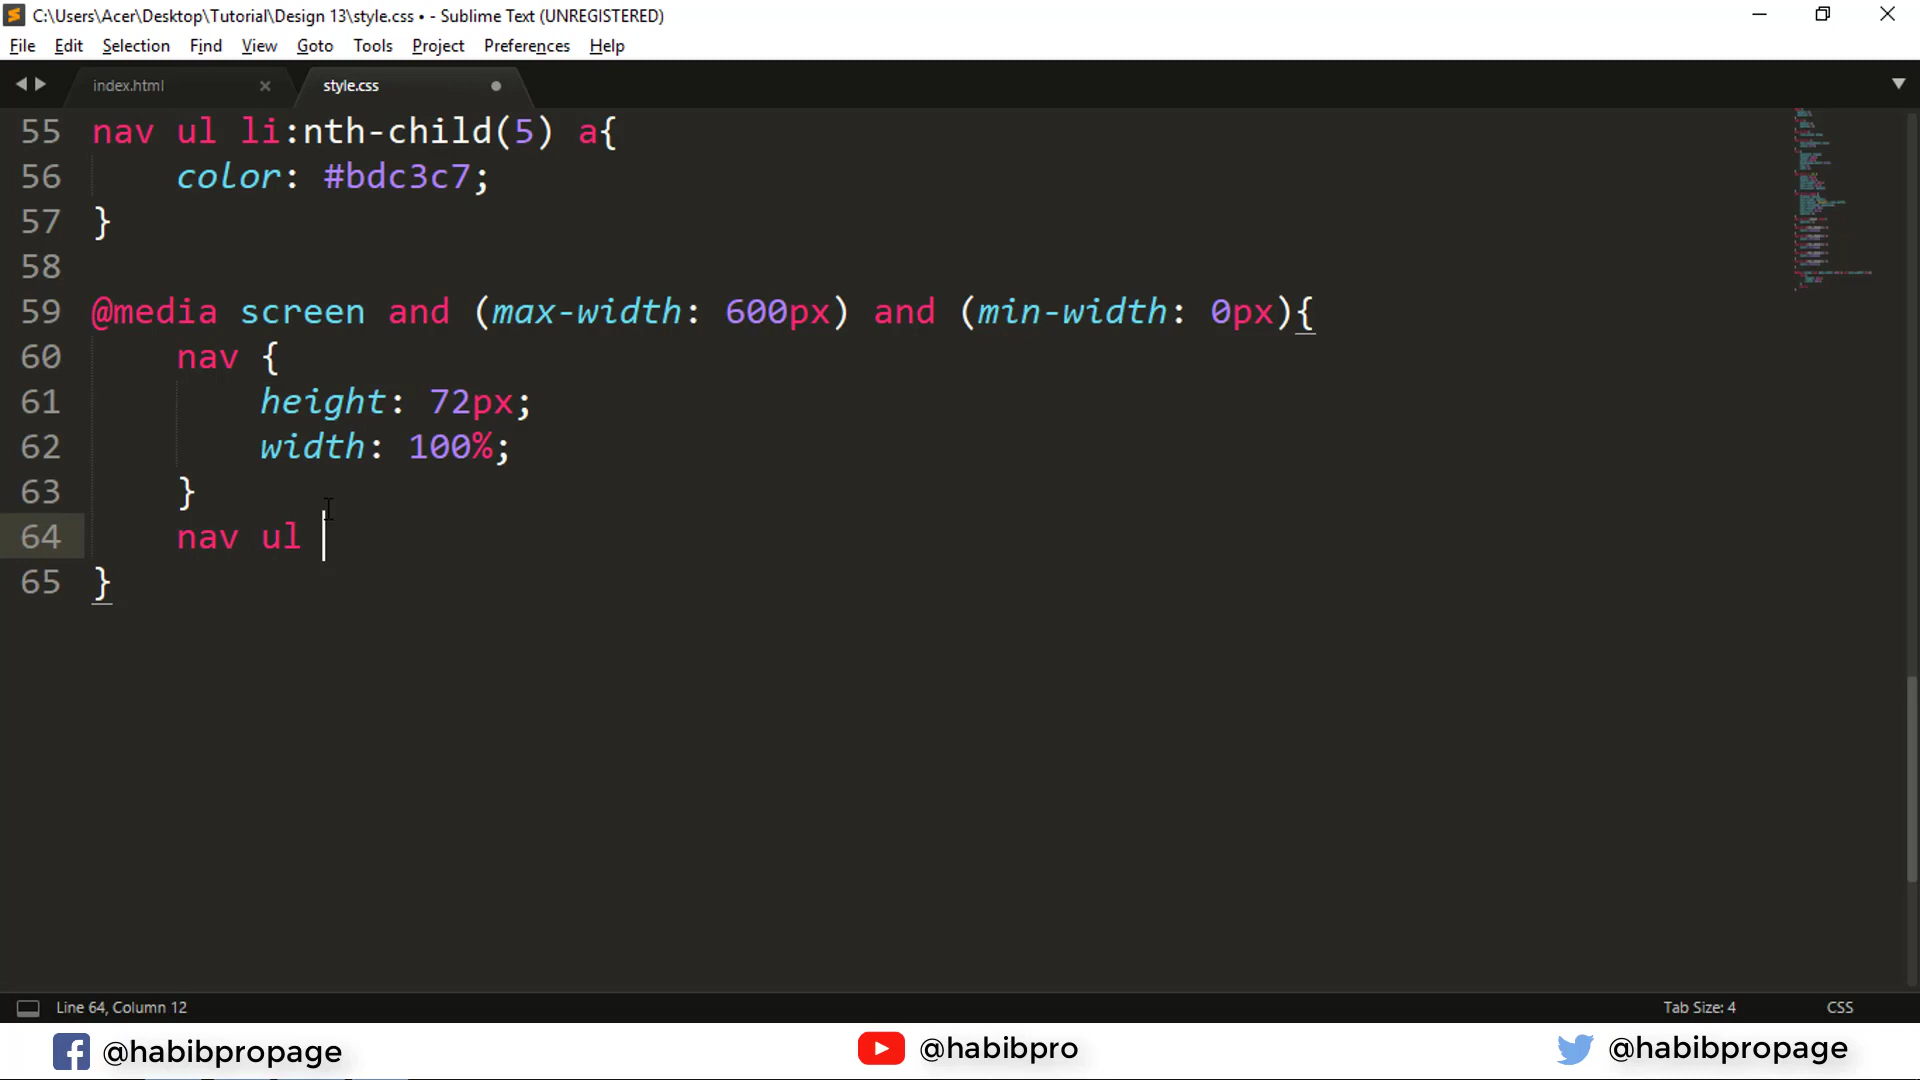 C:\Users\Acer\Desktop\Tutorial\Design 13\style.css • - Sublime Text (UNREGISTERED)
File Edit Selection Find View Goto Tools Project Preferences Help
index.html × style.css
55 nav ul li:nth-child(5) a{
56 color: #bdc3c7;
57 }
58
59 @media screen and (max-width: 600px) and (min-width: 0px){
60 nav {
61 height: 72px;
62 width: 100%;
63 }
64 nav ul
65 }
Line 64, Column 12 Tab Size: 4 CSS
@habibpropage @habibpro @habibpropage